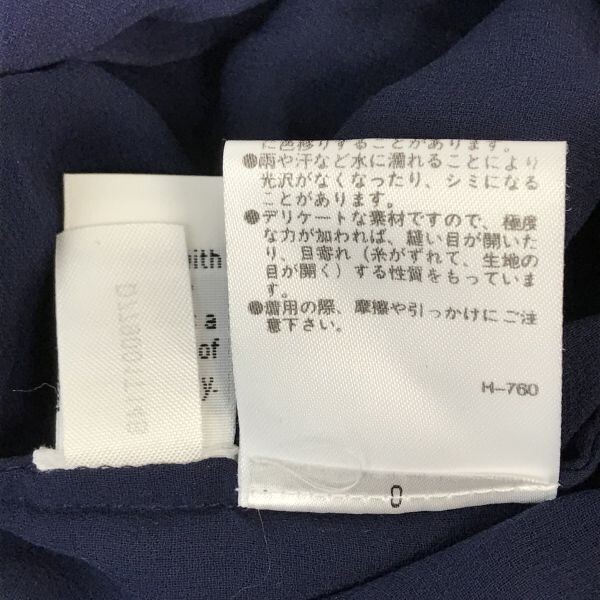 に色移りすることがあります。
●雨や汗など水に濡れることにより
光沢がなくなったり、シミになる
ことがあります。
●デリケートな素材ですので、極度
な力が加われば、縫い目が開いた
り、目寄れ（糸がずれて、生地の
目が開く）する性質をもっていま
す。
●着用の際、摩擦や引っかけにご注
意下さい。
H-760
0
with
a
of
y.